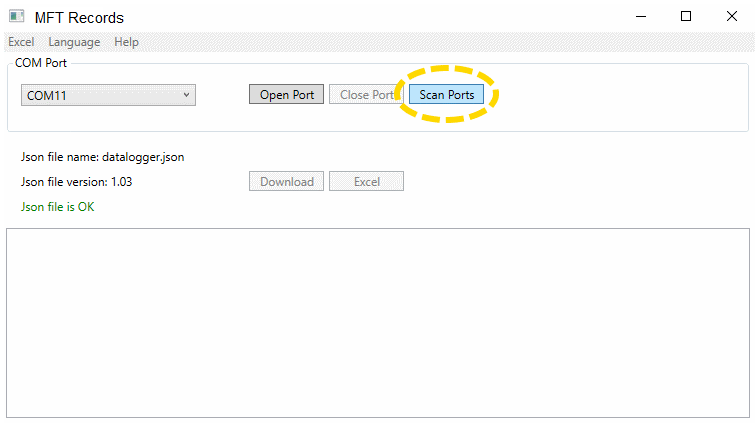 MFT Records
Excel Language Help
COM Port
COM11 Open Port Close Port Scan Ports
Json file name: datalogger.json
Json file version: 1.03 Download Excel
Json file is OK